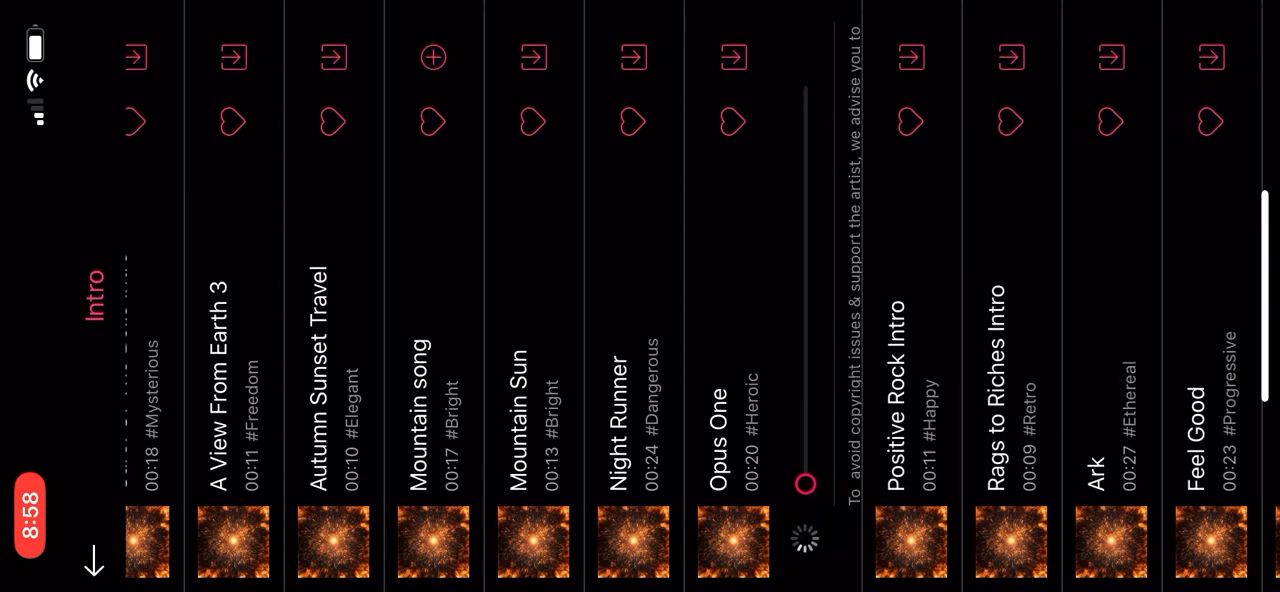 8:58
Intro
00:18 #Mysterious
A View From Earth 3
00:11 #Freedom
Autumn Sunset Travel
00:10 #Elegant
Mountain song
00:17 #Bright
Mountain Sun
00:13 #Bright
Night Runner
00:24 #Dangerous
Opus One
00:20 #Heroic
To avoid copyright issues & support the artist, we advise you to
Positive Rock Intro
00:11 #Happy
Rags to Riches Intro
00:09 #Retro
Ark
00:27 #Ethereal
Feel Good
00:23 #Progressive